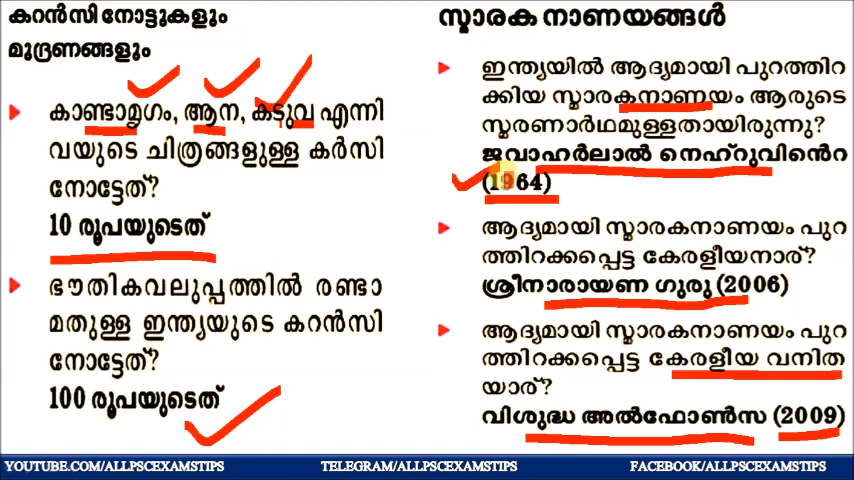 കറൻസി നോട്ടുകളും
മുദ്രണങ്ങളും
കാണ്ടാമൃഗം, ആന, കടുവ എന്നി
വയുടെ ചിത്രങ്ങളുള്ള കർസി
നോട്ടേത്?
10 രൂപയുടെത്
ഭൗതികവലുപ്പത്തിൽ രണ്ടാ
മതുള്ള ഇന്ത്യയുടെ കറൻസി
നോട്ടേത്?
100 രൂപയുടെത്
സ്മാരക നാണയങ്ങൾ
ഇന്ത്യയിൽ ആദ്യമായി പുറത്തിറ
ക്കിയ സ്മാരകനാണയം ആരുടെ
സ്മരണാർഥമുള്ളതായിരുന്നു?
ജവാഹർലാൽ നെഹ്റുവിന്റെ
(1964)
ആദ്യമായി സ്മാരകനാണയം പുറ
ത്തിറക്കപ്പെട്ട കേരളീയനാര്?
ശ്രീനാരായണ ഗുരു (2006)
ആദ്യമായി സ്മാരകനാണയം പുറ
ത്തിറക്കപ്പെട്ട കേരളീയ വനിത
യാര്?
വിശുദ്ധ അൽഫോൺസ (2009)
YOUTUBE.COM/ALLPSCEXAMSTIPS
TELEGRAM/ALLPSCEXAMSTIPS
FACEBOOK/ALLPSCEXAMSTIPS